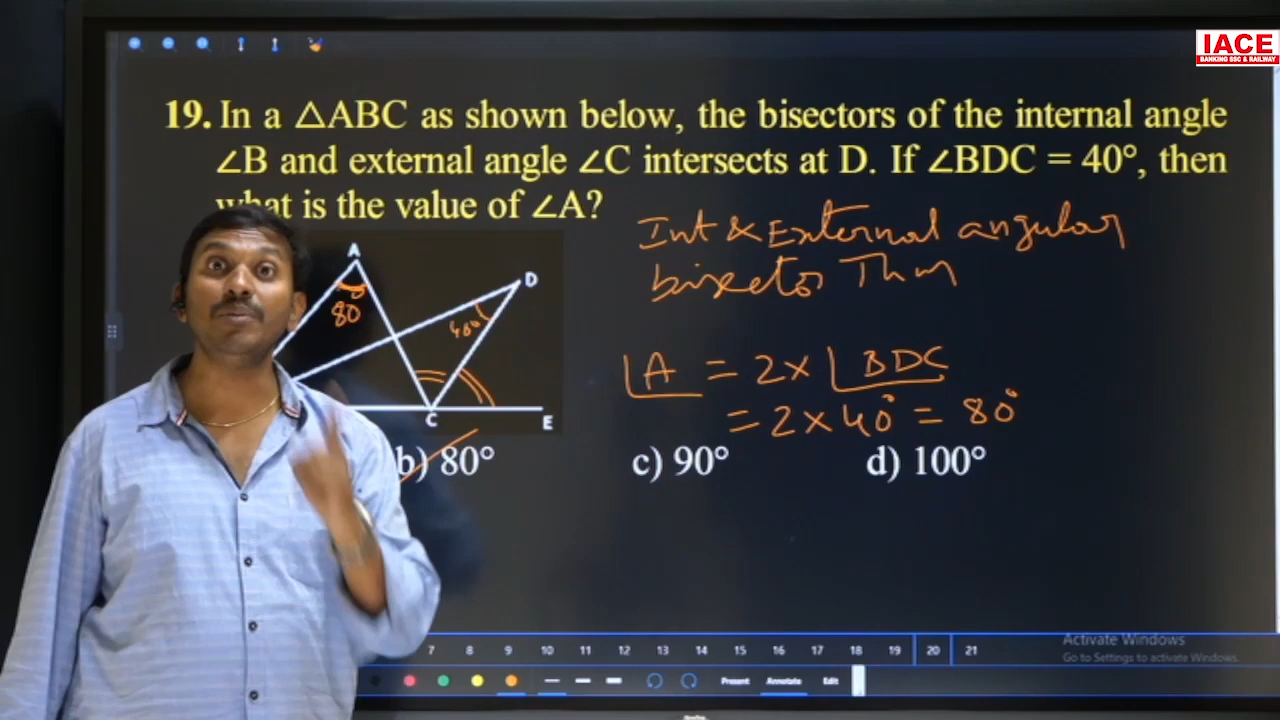 IACE
BANKING SSC & RAILWAY
19. In a △ABC as shown below, the bisectors of the internal angle
∠B and external angle ∠C intersects at D. If ∠BDC = 40°, then
what is the value of ∠A?
Int & External angular
bisector Thm
A
D
80
40°
C
E
∠A = 2 × ∠BDC
= 2 × 40° = 80°
b) 80°
c) 90°
d) 100°
Activate Windows
Go to Settings to activate Windows.
7 8 9 10 11 12 13 14 15 16 17 18 19 20 21
Present Annotate Edit